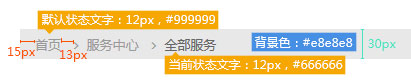 默认状态文字：12px，#999999
首页 > 服务中心 > 全部服务
背景色：#e8e8e8
30px
15px
13px
当前状态文字：12px，#666666